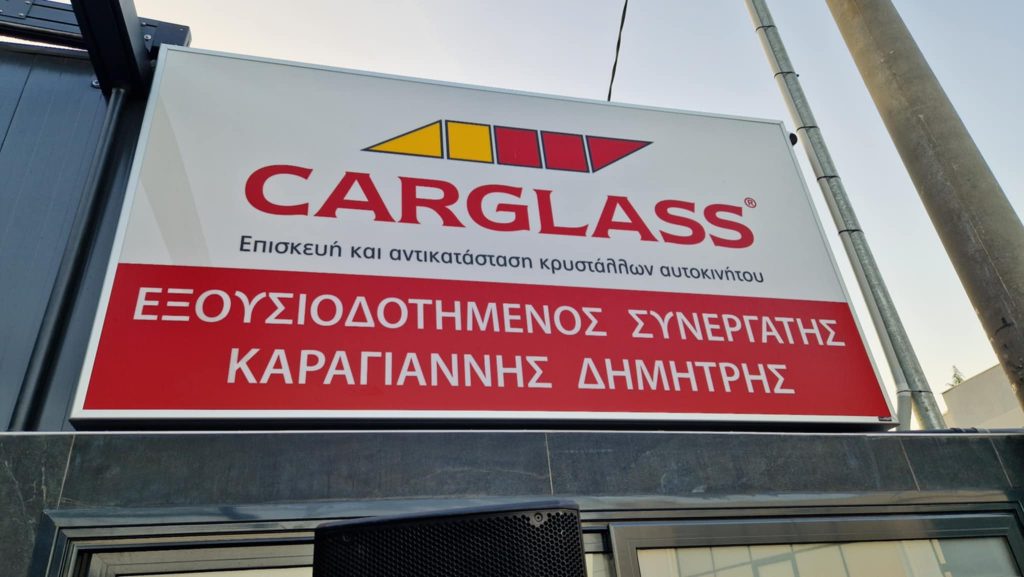 CARGLASS®
Επισκευή και αντικατάσταση κρυστάλλων αυτοκινήτου
ΕΞΟΥΣΙΟΔΟΤΗΜΕΝΟΣ ΣΥΝΕΡΓΑΤΗΣ
ΚΑΡΑΓΙΑΝΝΗΣ ΔΗΜΗΤΡΗΣ